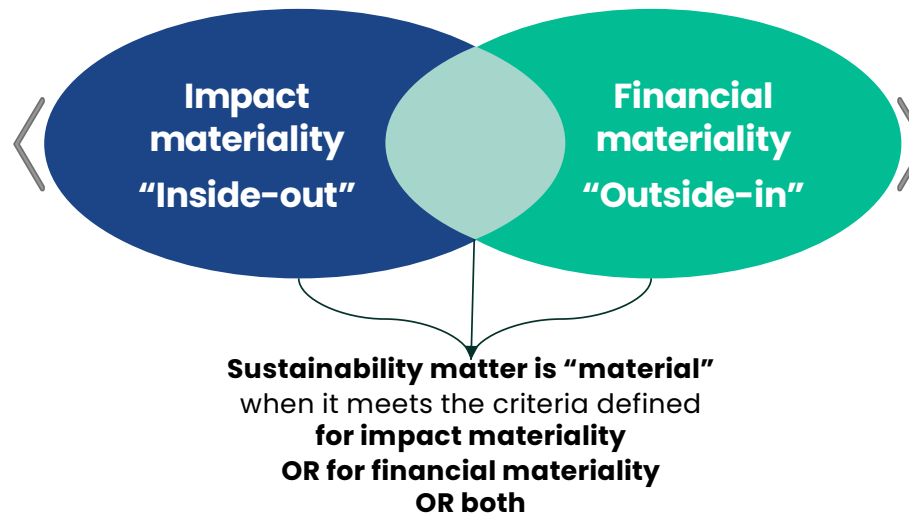 Impact
materiality
“Inside-out”
Financial
materiality
“Outside-in”
Sustainability matter is “material”
when it meets the criteria defined
for impact materiality
OR for financial materiality
OR both